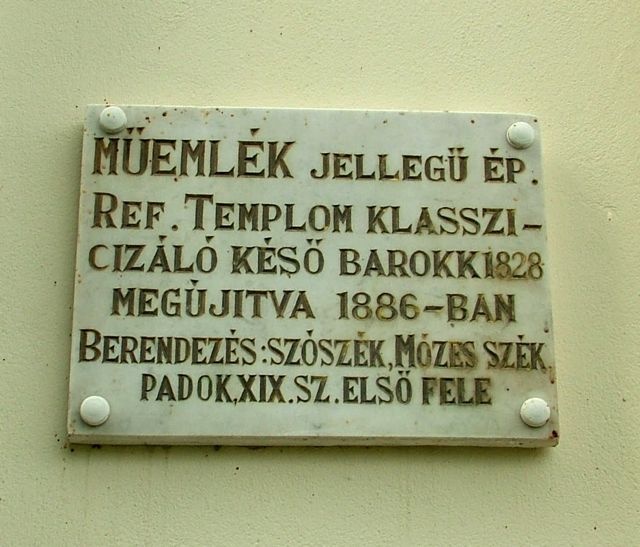 MŰEMLÉK JELLEGŰ ÉP.
REF. TEMPLOM KLASSZI-
CIZÁLÓ KÉSŐ BAROKK 1828
MEGÚJITVA 1886-BAN
BERENDEZÉS: SZÓSZÉK, MÓZES SZÉK,
PADOK, XIX. SZ. ELSŐ FELE